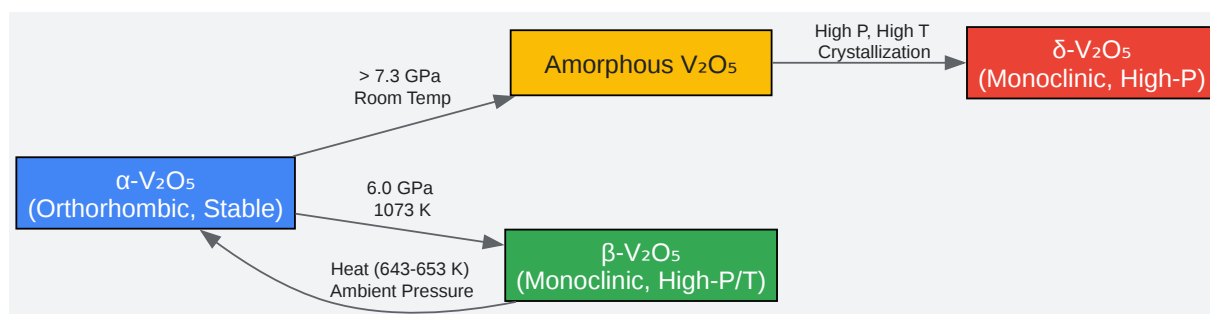 High P, High T
Crystallization
Amorphous V₂O₅
δ-V₂O₅
(Monoclinic, High-P)
> 7.3 GPa
Room Temp
α-V₂O₅
(Orthorhombic, Stable)
6.0 GPa
1073 K
β-V₂O₅
(Monoclinic, High-P/T)
Heat (643-653 K)
Ambient Pressure